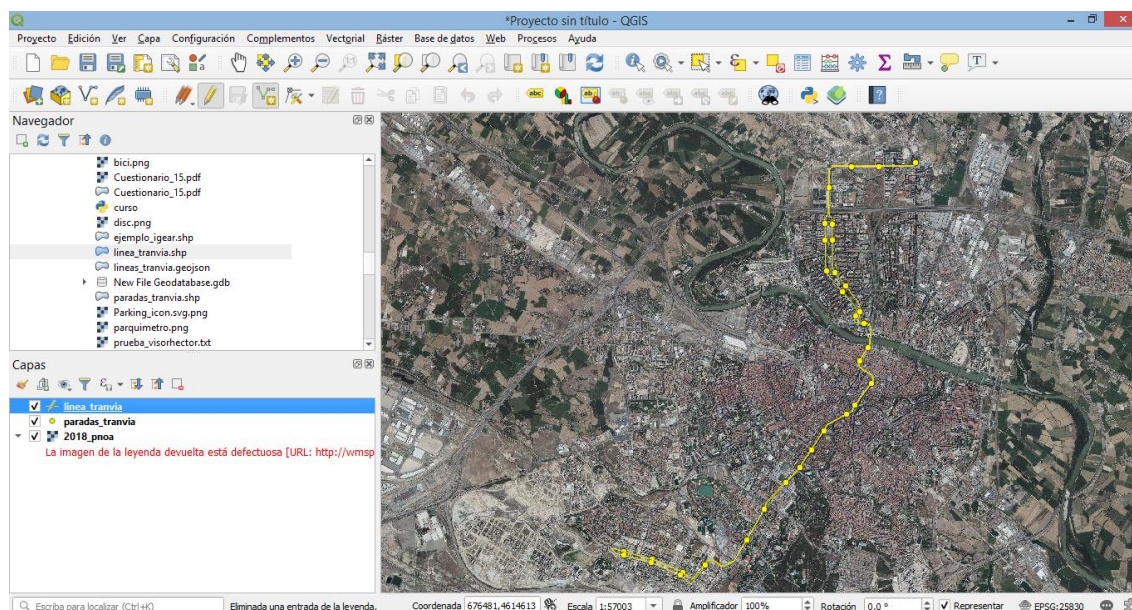 *Proyecto sin título - QGIS
Proyecto Edición Ver Capa Configuración Complementos Vectorial Ráster Base de datos Web Procesos Ayuda
abc
ab
T
Navegador
bici.png
Cuestionario_15.pdf
Cuestionario_15.pdf
curso
disc.png
ejemplo_igear.shp
linea_tranvia.shp
lineas_tranvia.geojson
New File Geodatabase.gdb
paradas_tranvia.shp
Parking_icon.svg.png
parquimetro.png
prueba_visorhector.txt
Capas
linea_tranvia
paradas_tranvia
2018_pnoa
La imagen de la leyenda devuelta está defectuosa [URL: http://wmsp
Escriba para localizar (Ctrl+K) Eliminada una entrada de la leyenda. Coordenada 676481,4614613 Escala 1:57003 Amplificador 100% Rotación 0.0 ° Representar EPSG:25830